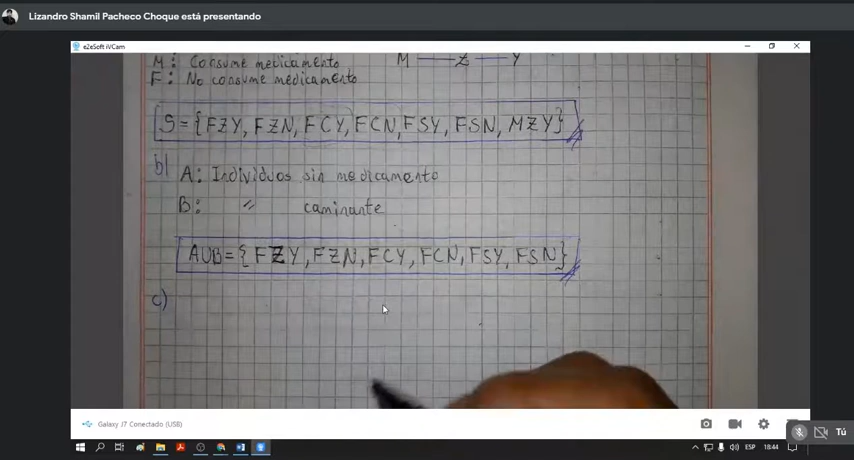 Lizandro Shamil Pacheco Choque está presentando
e2eSoft iVCam
M: Consume medicamento M — Z — Y
F: No consume medicamento
S = {FZY, FZN, FCY, FCN, FSY, FSN, MZY}
b) A: Individuos sin medicamento
B: " caminante
AUB = {FZY, FZN, FCY, FCN, FSY, FSN}
c)
Galaxy J7 Conectado (USB)
Tú
ESP 18:44